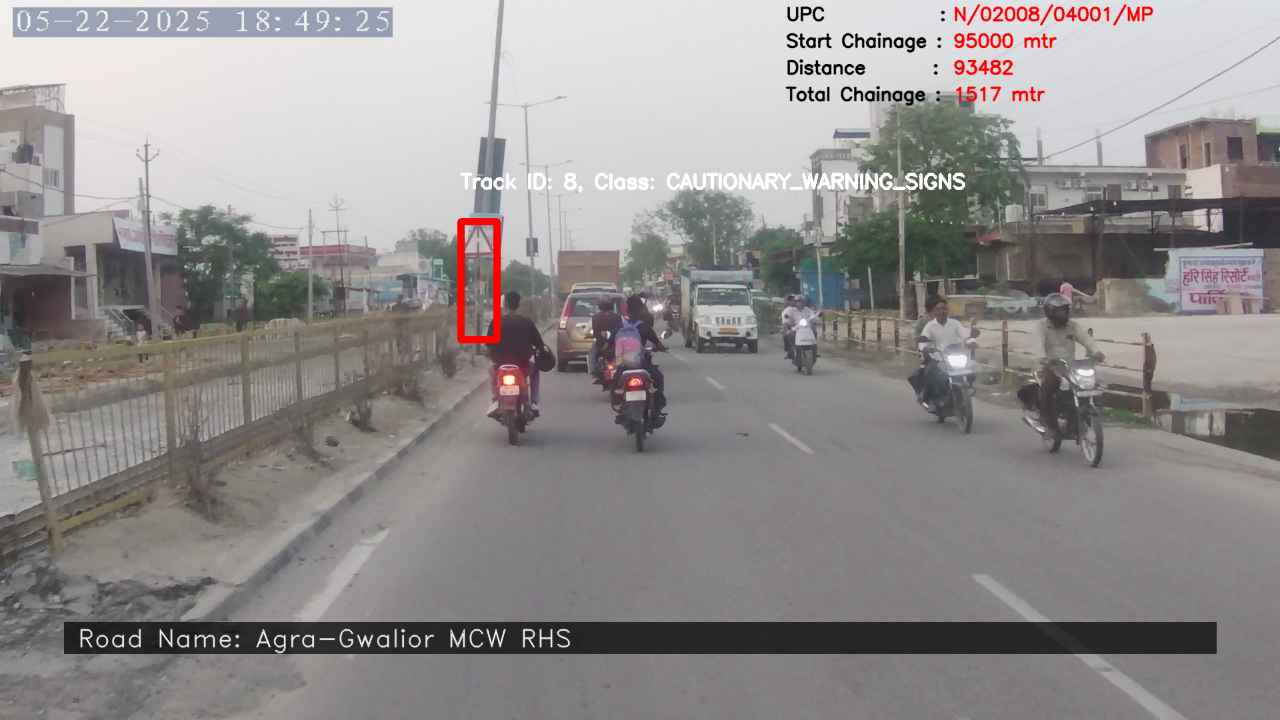 05-22-2025 18:49:25
UPC : N/02008/04001/MP
Start Chainage : 95000 mtr
Distance : 93482
Total Chainage : 1517 mtr
Track ID: 8, Class: CAUTIONARY_WARNING_SIGNS
हरि सिंह रिसोर्ट
Road Name: Agra-Gwalior MCW RHS